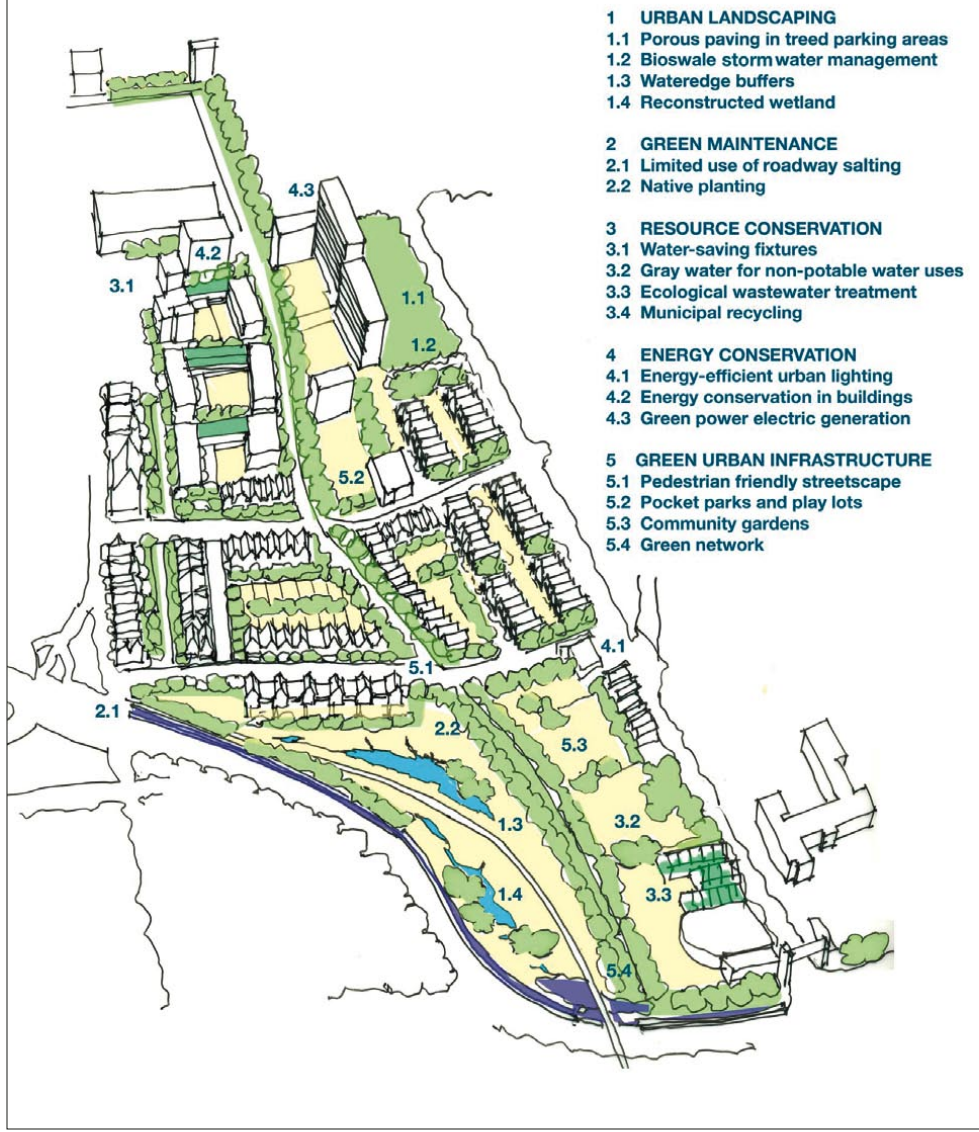 1 URBAN LANDSCAPING
1.1 Porous paving in treed parking areas
1.2 Bioswale storm water management
1.3 Wateredge buffers
1.4 Reconstructed wetland
2 GREEN MAINTENANCE
2.1 Limited use of roadway salting
2.2 Native planting
3 RESOURCE CONSERVATION
3.1 Water-saving fixtures
3.2 Gray water for non-potable water uses
3.3 Ecological wastewater treatment
3.4 Municipal recycling
4 ENERGY CONSERVATION
4.1 Energy-efficient urban lighting
4.2 Energy conservation in buildings
4.3 Green power electric generation
5 GREEN URBAN INFRASTRUCTURE
5.1 Pedestrian friendly streetscape
5.2 Pocket parks and play lots
5.3 Community gardens
5.4 Green network
4.3
4.2
3.1
1.1
1.2
5.2
4.1
5.1
2.1
2.2
5.3
1.3
3.2
1.4
3.3
5.4